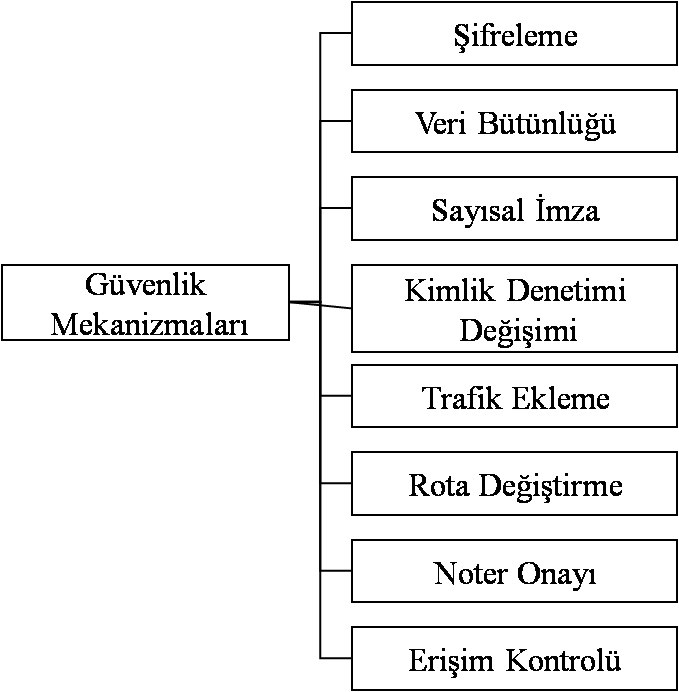 Şifreleme
Veri Bütünlüğü
Sayısal İmza
Güvenlik
Mekanizmaları
Kimlik Denetimi
Değişimi
Trafik Ekleme
Rota Değiştirme
Noter Onayı
Erişim Kontrolü